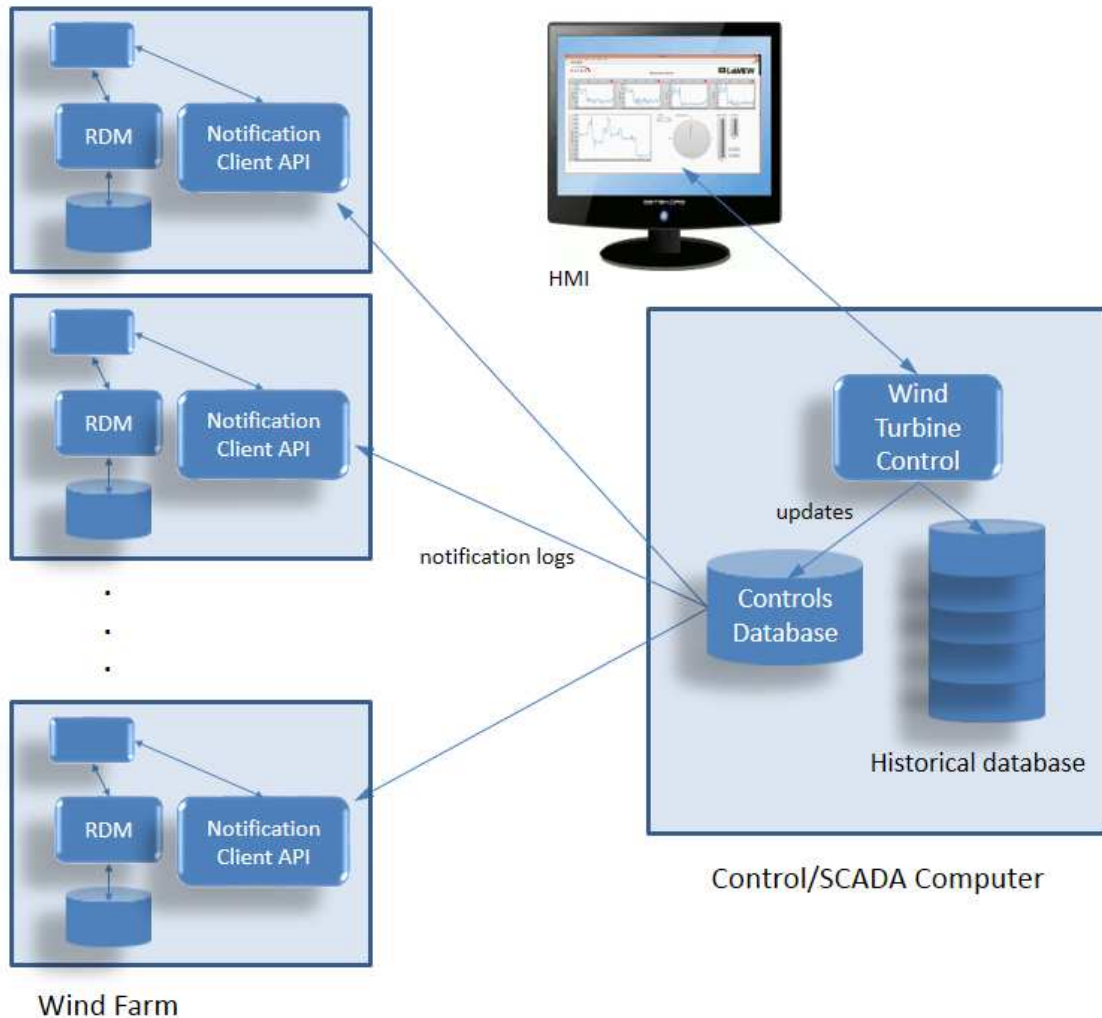 RDM
Notification
Client API
LabVIEW
HMI
RDM
Notification
Client API
Wind
Turbine
Control
updates
notification logs
Controls
Database
Historical database
RDM
Notification
Client API
Control/SCADA Computer
Wind Farm